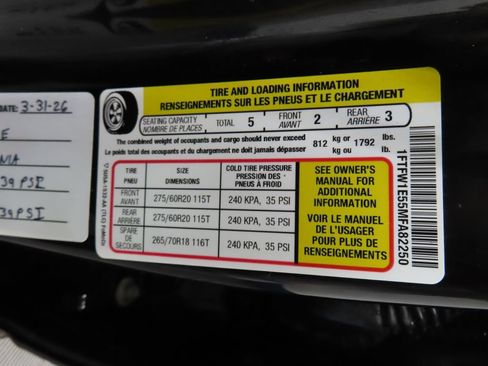 DATE: 3-31-26
39 PSI
39 PSI
TIRE AND LOADING INFORMATION
RENSEIGNEMENTS SUR LES PNEUS ET LE CHARGEMENT
SEATING CAPACITY
NOMBRE DE PLACES
TOTAL 5
FRONT
AVANT
2
REAR
ARRIÈRE
3
The combined weight of occupants and cargo should never exceed
Le poids total des occupants et du chargement ne doit jamais dépasser
812 kg or 1792 lbs.
kg ou lb.
TIRE
PNEU
SIZE
DIMENSIONS
COLD TIRE PRESSURE
PRESSION DES
PNEUS À FROID
FRONT
AVANT
275/60R20 115T
240 KPA, 35 PSI
REAR
ARRIÈRE
275/60R20 115T
240 KPA, 35 PSI
SPARE
DE
SECOURS
265/70R18 116T
240 KPA, 35 PSI
SEE OWNER'S
MANUAL FOR
ADDITIONAL
INFORMATION
VOIR LE MANUEL
DE L'USAGER
POUR PLUS DE
RENSEIGNEMENTS
1FTFW1E55MFA82250